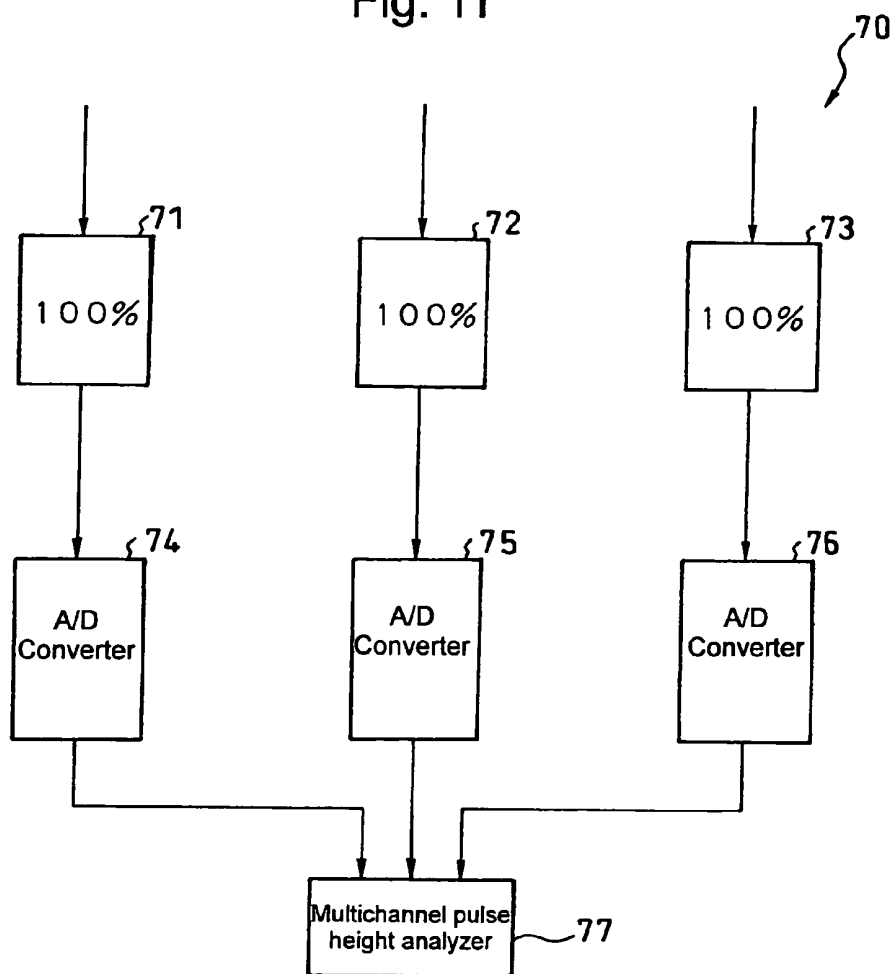 Fig. 11
70
71
72
73
100%
100%
100%
74
75
76
A/D
Converter
A/D
Converter
A/D
Converter
Multichannel pulse
height analyzer
77